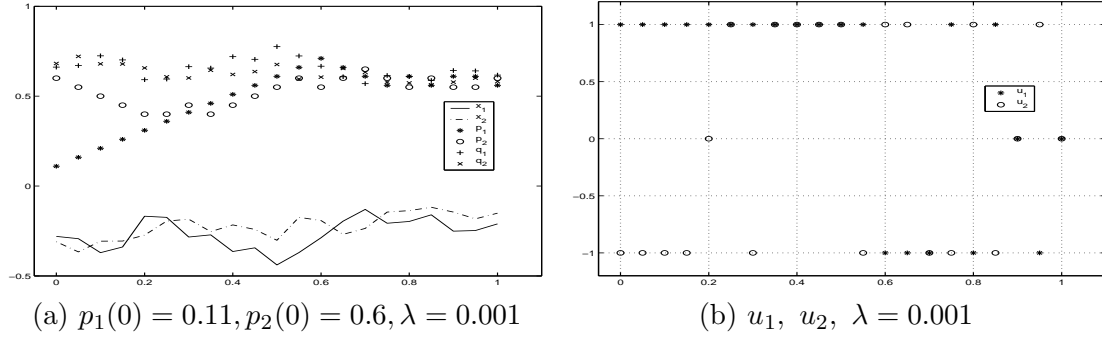 1
0.5
0
−0.5
0 0.2 0.4 0.6 0.8 1
x₁
x₂
p₁
p₂
q₁
q₂
(a) p₁(0) = 0.11, p₂(0) = 0.6, λ = 0.001
1
0.5
0
−0.5
−1
0 0.2 0.4 0.6 0.8 1
u₁
u₂
(b) u₁, u₂, λ = 0.001